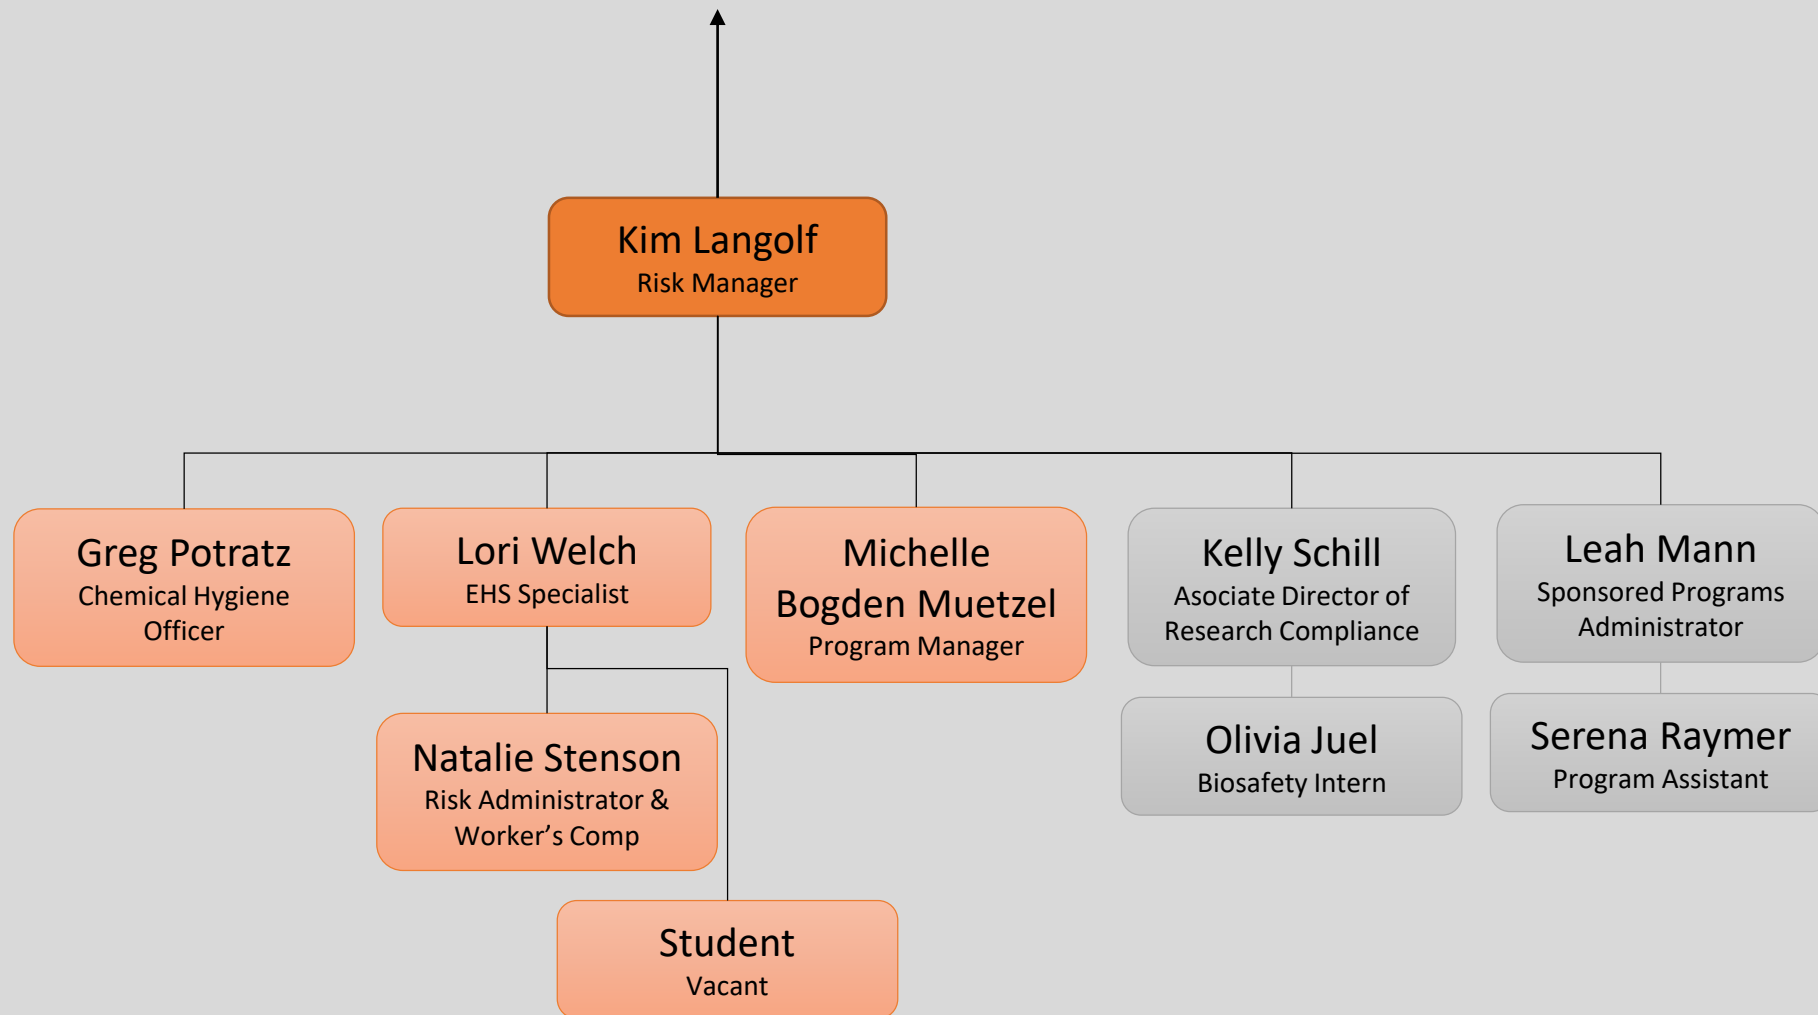 Kim Langolf
Risk Manager
Greg Potratz
Chemical Hygiene
Officer
Lori Welch
EHS Specialist
Michelle
Bogden Muetzel
Program Manager
Kelly Schill
Asociate Director of
Research Compliance
Leah Mann
Sponsored Programs
Administrator
Natalie Stenson
Risk Administrator &
Worker’s Comp
Olivia Juel
Biosafety Intern
Serena Raymer
Program Assistant
Student
Vacant